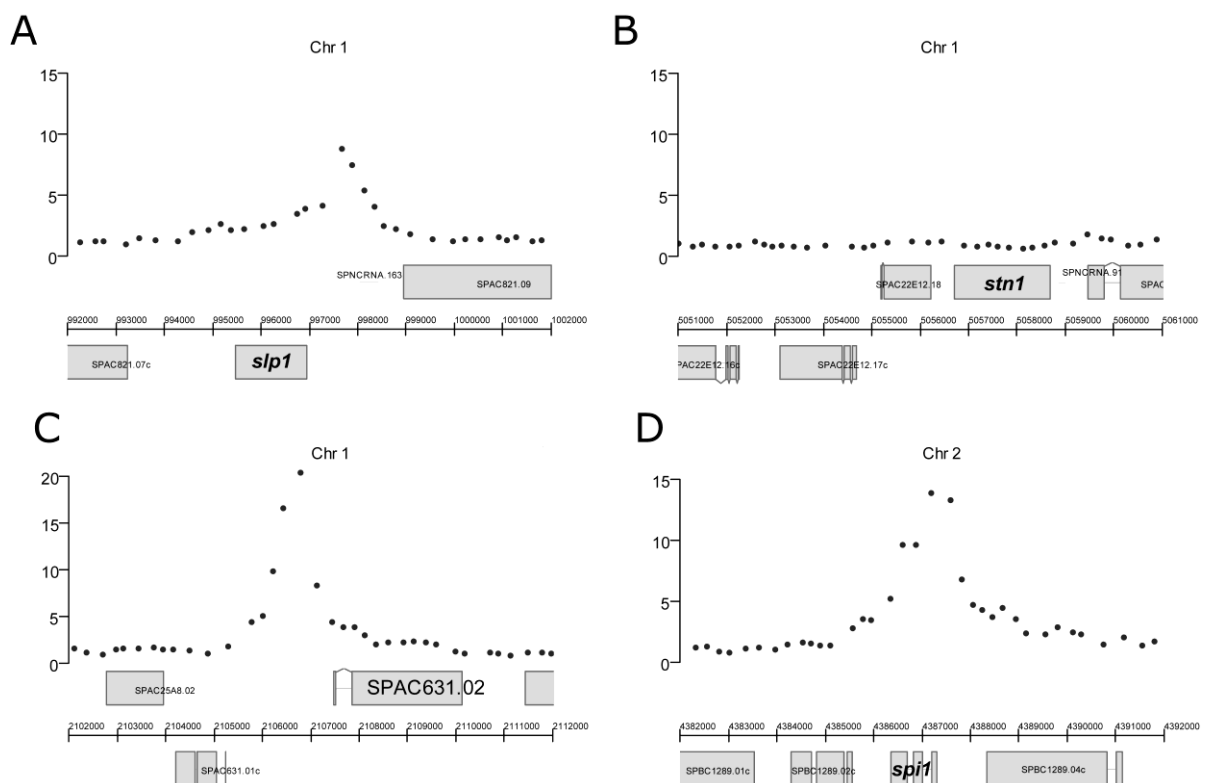 A
Chr 1
15
10
5
0
SPNCRNA.163
SPAC821.09
992000 993000 994000 995000 996000 997000 998000 999000 1000000 1001000 1002000
SPAC821.07c
slp1
B
Chr 1
15
10
5
0
SPAC22E12.18
stn1
SPNCRNA.91
SPAC
5051000 5052000 5053000 5054000 5055000 5056000 5057000 5058000 5059000 5060000 5061000
PAC22E12.16c
SPAC22E12.17c
C
Chr 1
20
15
10
5
0
SPAC25A8.02
SPAC631.02
2102000 2103000 2104000 2105000 2106000 2107000 2108000 2109000 2110000 2111000 2112000
SPAC631.01c
D
Chr 2
15
10
5
0
4382000 4383000 4384000 4385000 4386000 4387000 4388000 4389000 4390000 4391000 4392000
SPBC1289.01c
SPBC1289.02c
spi1
SPBC1289.04c